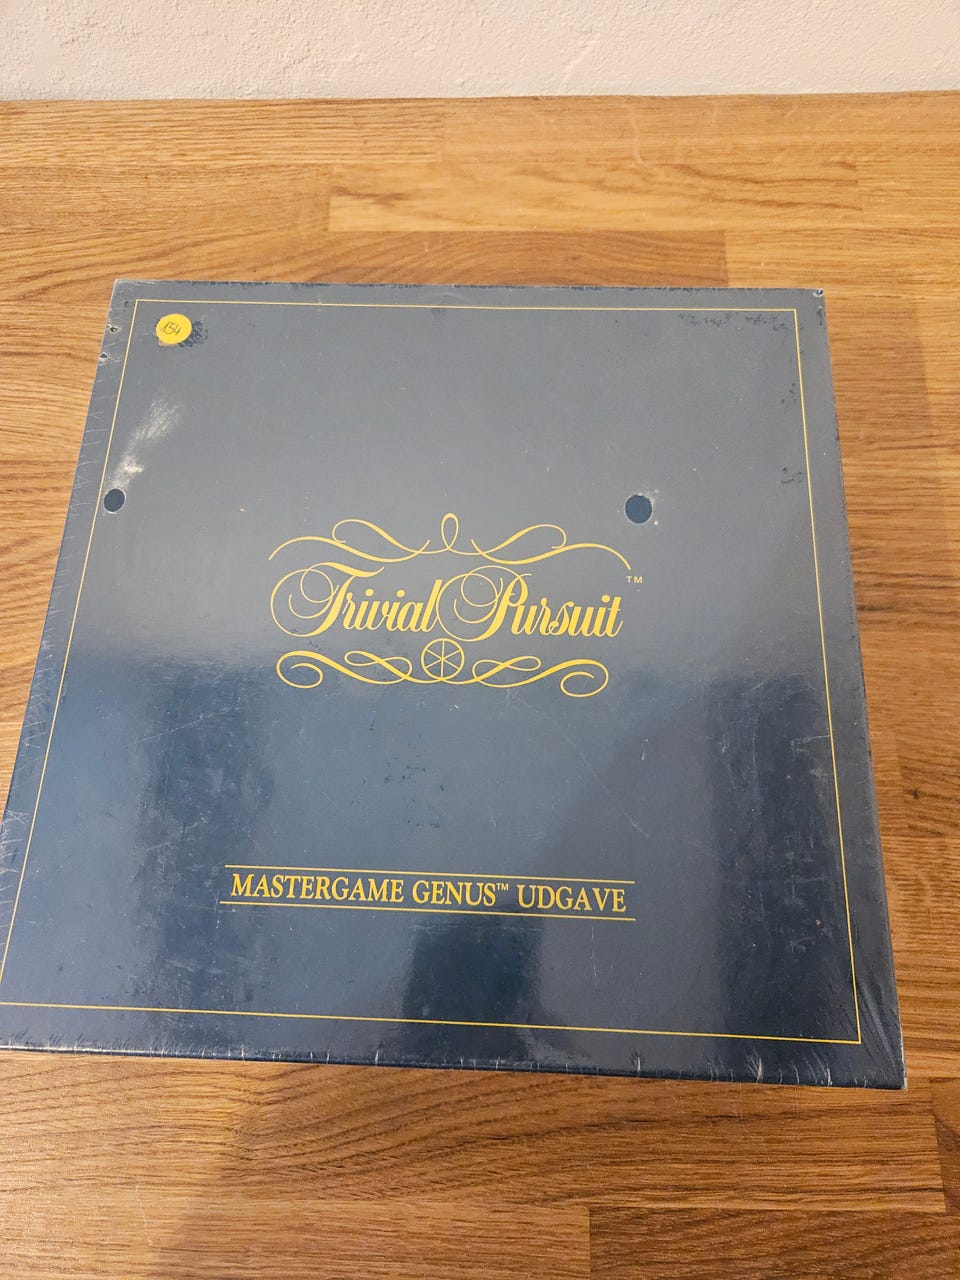 154
Trivial Pursuit™
MASTERGAME GENUS™ UDGAVE